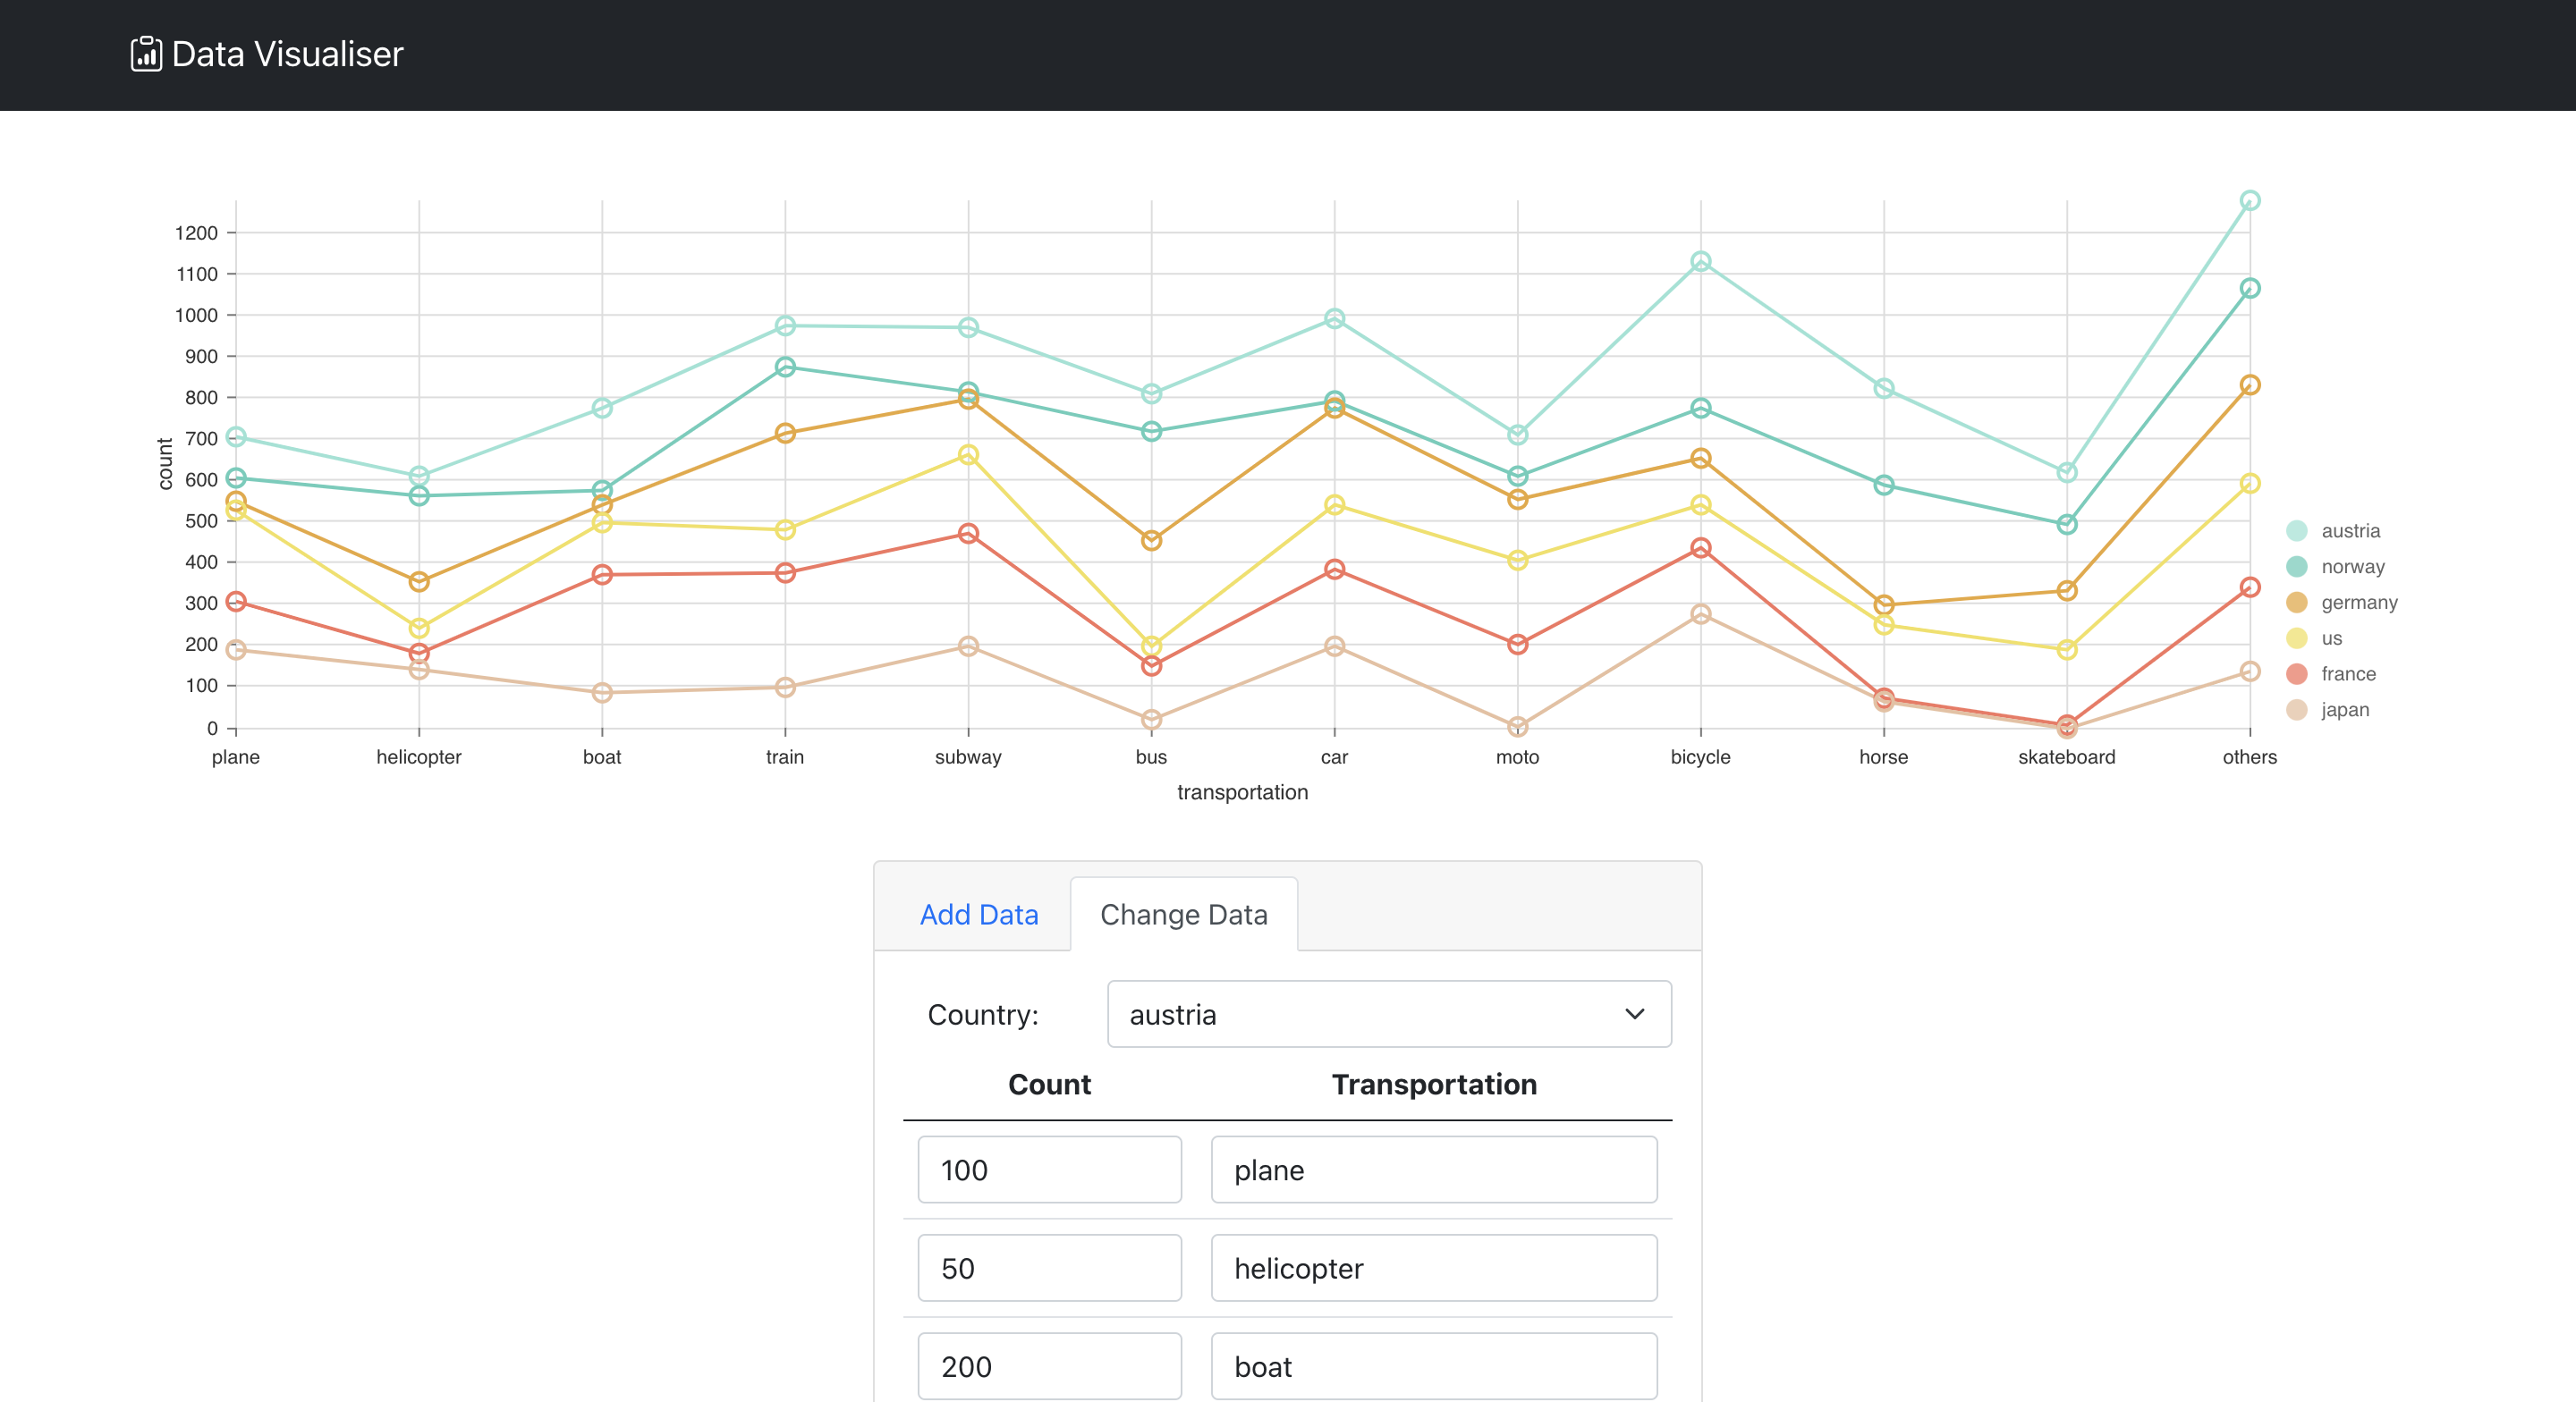 Data Visualiser
1200
1100
1000
900
800
700
600
500
400
300
200
100
0
count
plane helicopter boat train subway bus car moto bicycle horse skateboard others
transportation
austria
norway
germany
us
france
japan
Add Data Change Data
Country: austria
Count Transportation
100 plane
50 helicopter
200 boat